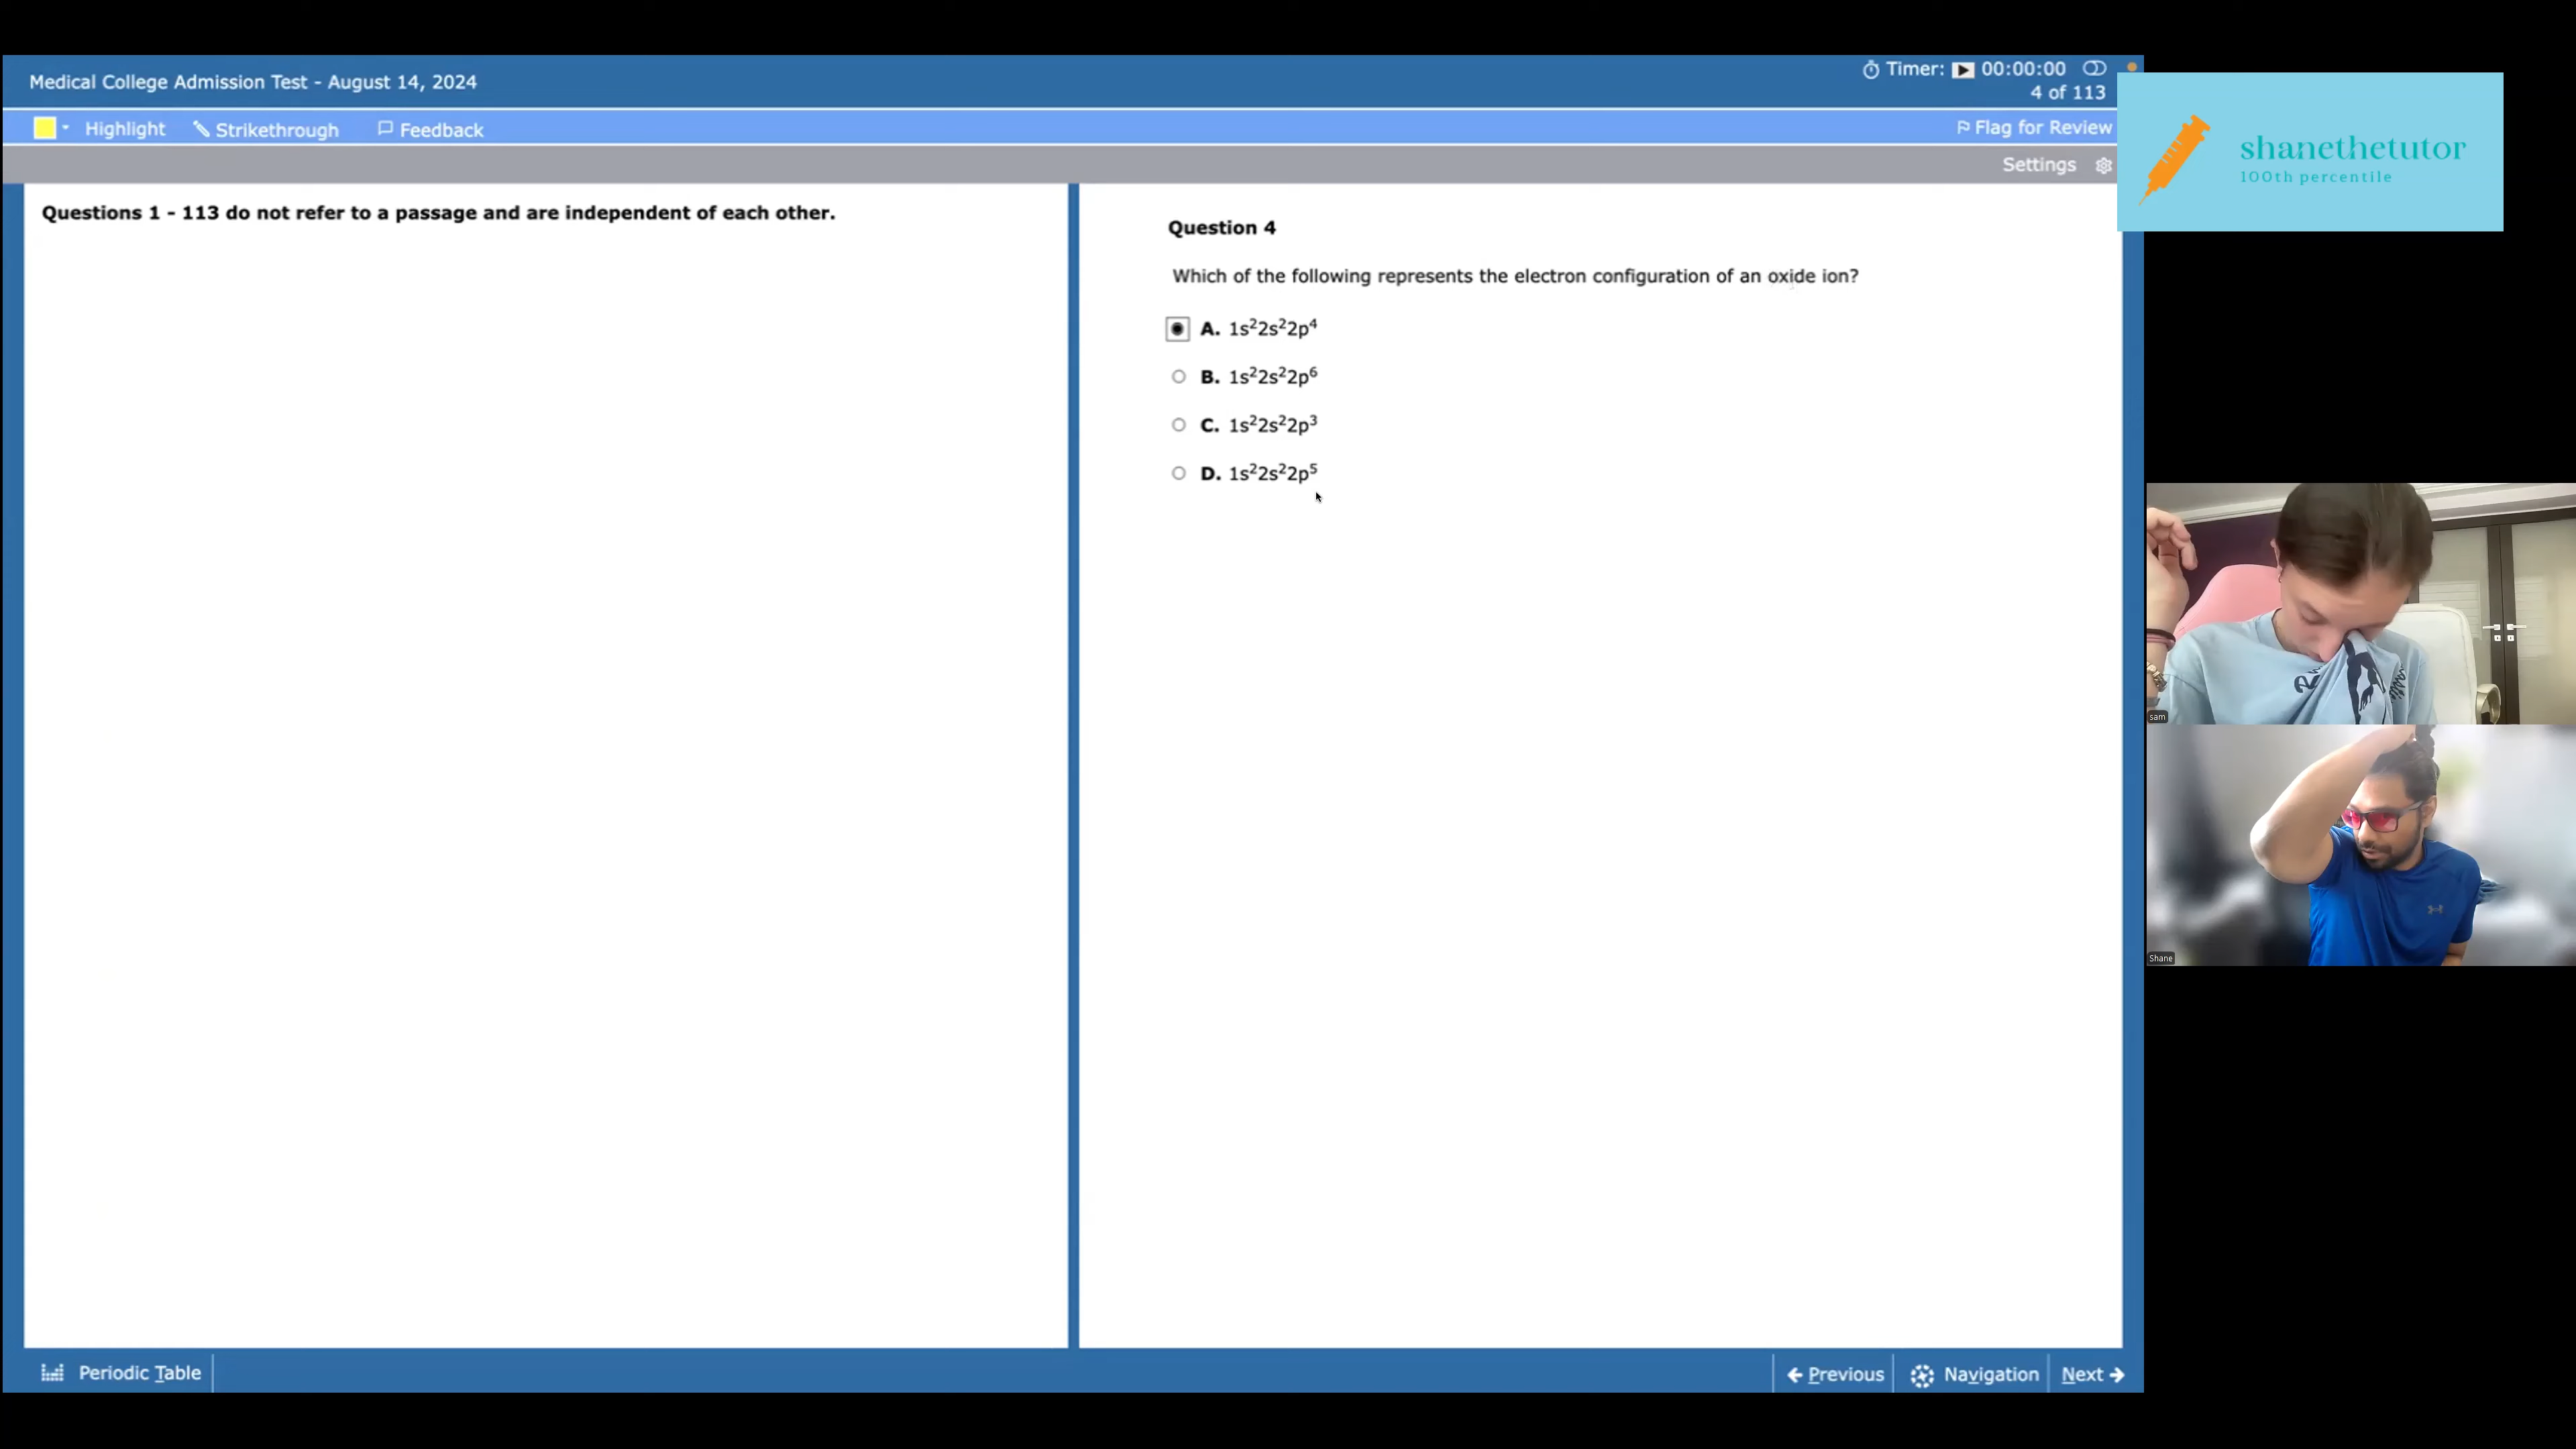 Medical College Admission Test - August 14, 2024
Timer: 00:00:00
4 of 113
Highlight Strikethrough Feedback
Flag for Review
Settings
shanethetutor
100th percentile
Questions 1 - 113 do not refer to a passage and are independent of each other.
Question 4
Which of the following represents the electron configuration of an oxide ion?
A. 1s²2s²2p⁴
B. 1s²2s²2p⁶
C. 1s²2s²2p³
D. 1s²2s²2p⁵
sam
Shane
Periodic Table
Previous Navigation Next